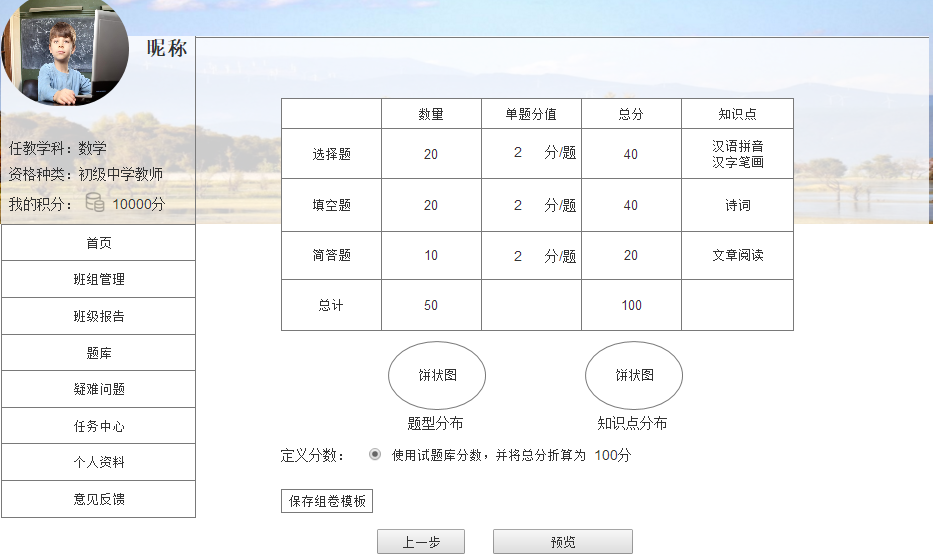 昵称
任教学科：数学
资格种类：初级中学教师
我的积分： 10000分
首页
班组管理
班级报告
题库
疑难问题
任务中心
个人资料
意见反馈
数量 单题分值 总分 知识点
选择题 20 2 分/题 40 汉语拼音
汉字笔画
填空题 20 2 分/题 40 诗词
简答题 10 2 分/题 20 文章阅读
总计 50 100
饼状图 饼状图
题型分布 知识点分布
定义分数： 使用试题库分数，并将总分折算为 100分
保存组卷模板
上一步 预览